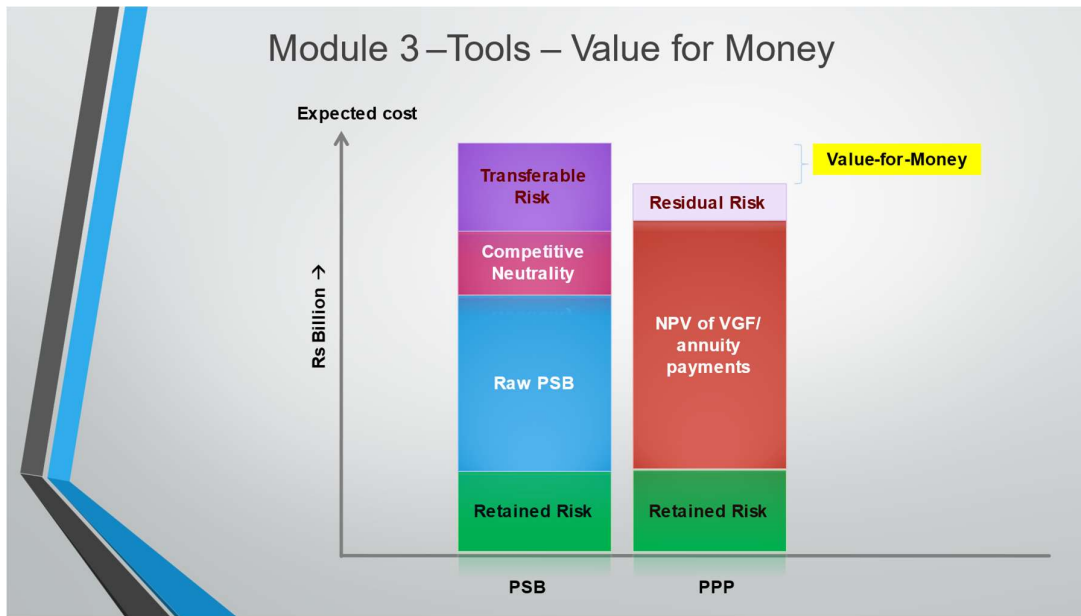 Module 3 –Tools – Value for Money
Expected cost
Rs Billion →
Transferable
Risk
Competitive
Neutrality
Raw PSB
Retained Risk
PSB
Residual Risk
NPV of VGF/
annuity
payments
Retained Risk
PPP
Value-for-Money